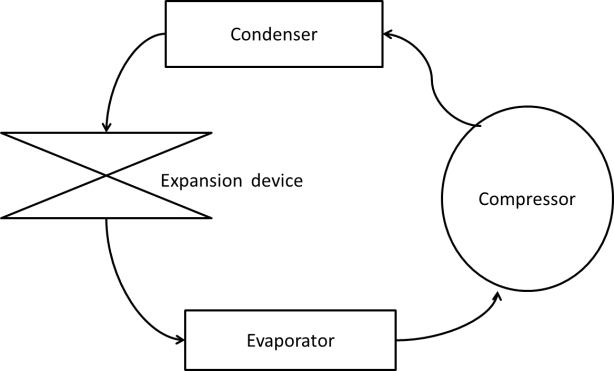 Condenser
Expansion device
Compressor
Evaporator